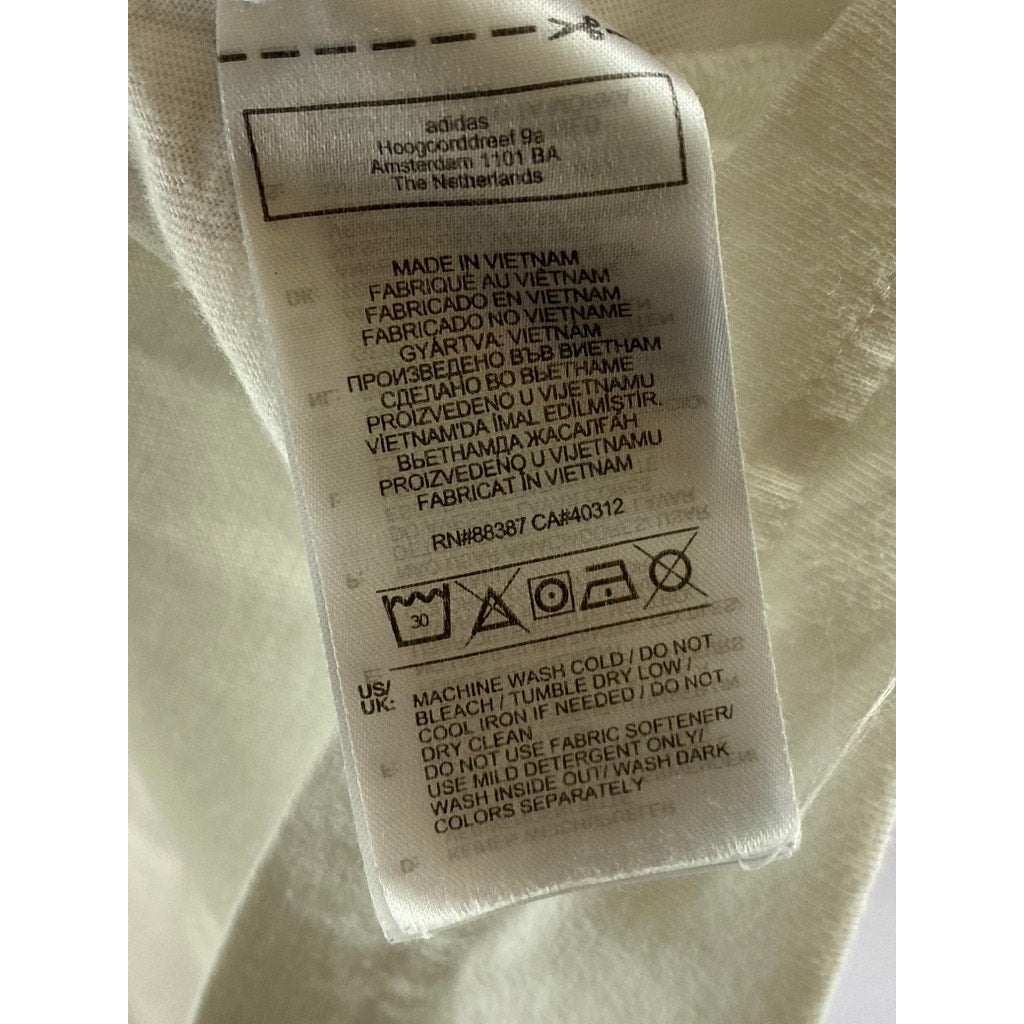 adidas
Hoogoorddreef 9a
Amsterdam 1101 BA
The Netherlands
MADE IN VIETNAM
FABRIQUÉ AU VIÊTNAM
FABRICADO EN VIETNAM
FABRICADO NO VIETNAME
GYÁRTVA: VIETNÁM
ПРОИЗВЕДЕНО ВЪВ ВИЕТНАМ
СДЕЛАНО ВО ВЬЕТНАМЕ
PROIZVEDENO U VIJETNAMU
VİETNAM'DA İMAL EDİLMİŞTİR.
ВЬЕТНАМДА ЖАСАЛҒАН
PROIZVEDENO U VIJETNAMU
FABRICAT ÎN VIETNAM
RN#88387 CA#40312
30
US/
UK:
MACHINE WASH COLD / DO NOT
BLEACH / TUMBLE DRY LOW /
COOL IRON IF NEEDED / DO NOT
DRY CLEAN
DO NOT USE FABRIC SOFTENER/
USE MILD DETERGENT ONLY/
WASH INSIDE OUT/ WASH DARK
COLORS SEPARATELY